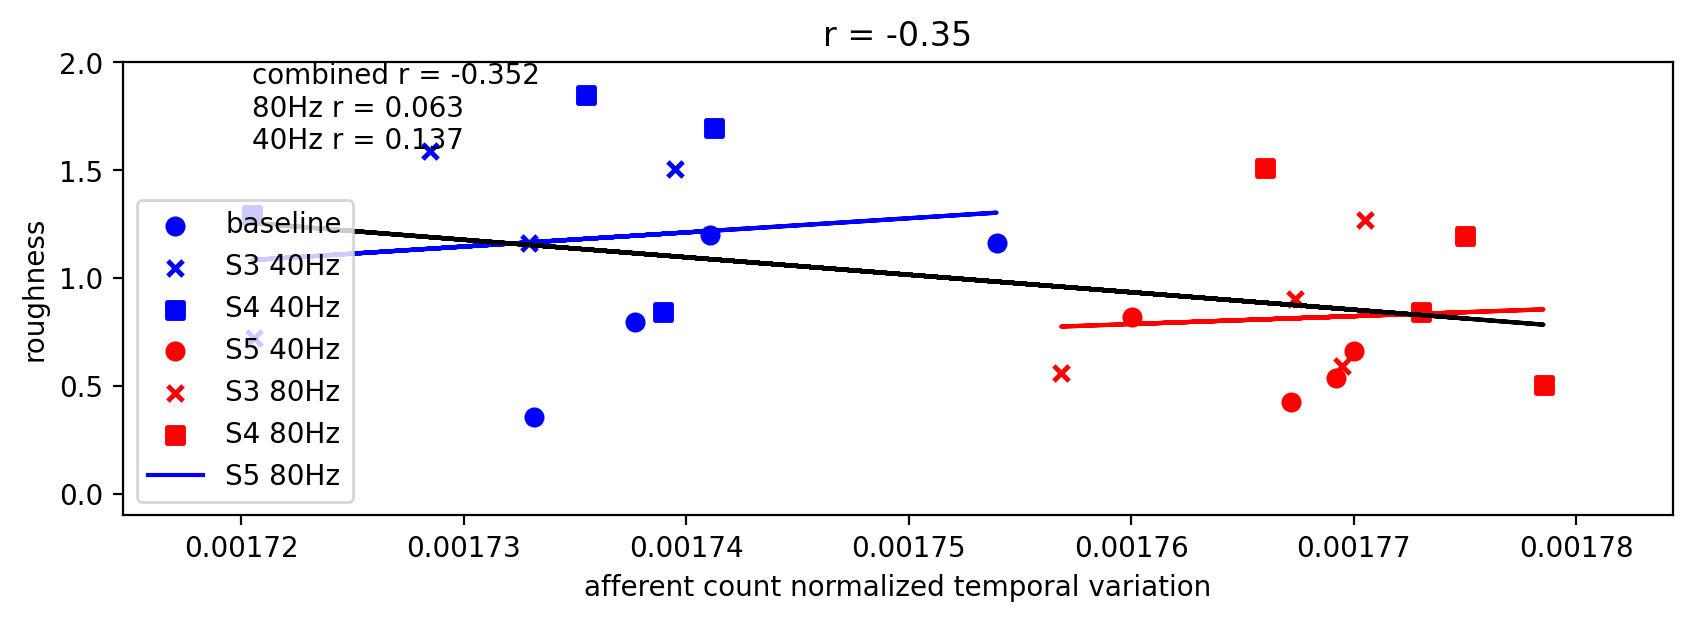 r = -0.35
combined r = -0.352
80Hz r = 0.063
40Hz r = 0.137
2.0
1.5
1.0
0.5
0.0
roughness
baseline
S3 40Hz
S4 40Hz
S5 40Hz
S3 80Hz
S4 80Hz
S5 80Hz
0.00172 0.00173 0.00174 0.00175 0.00176 0.00177 0.00178
afferent count normalized temporal variation